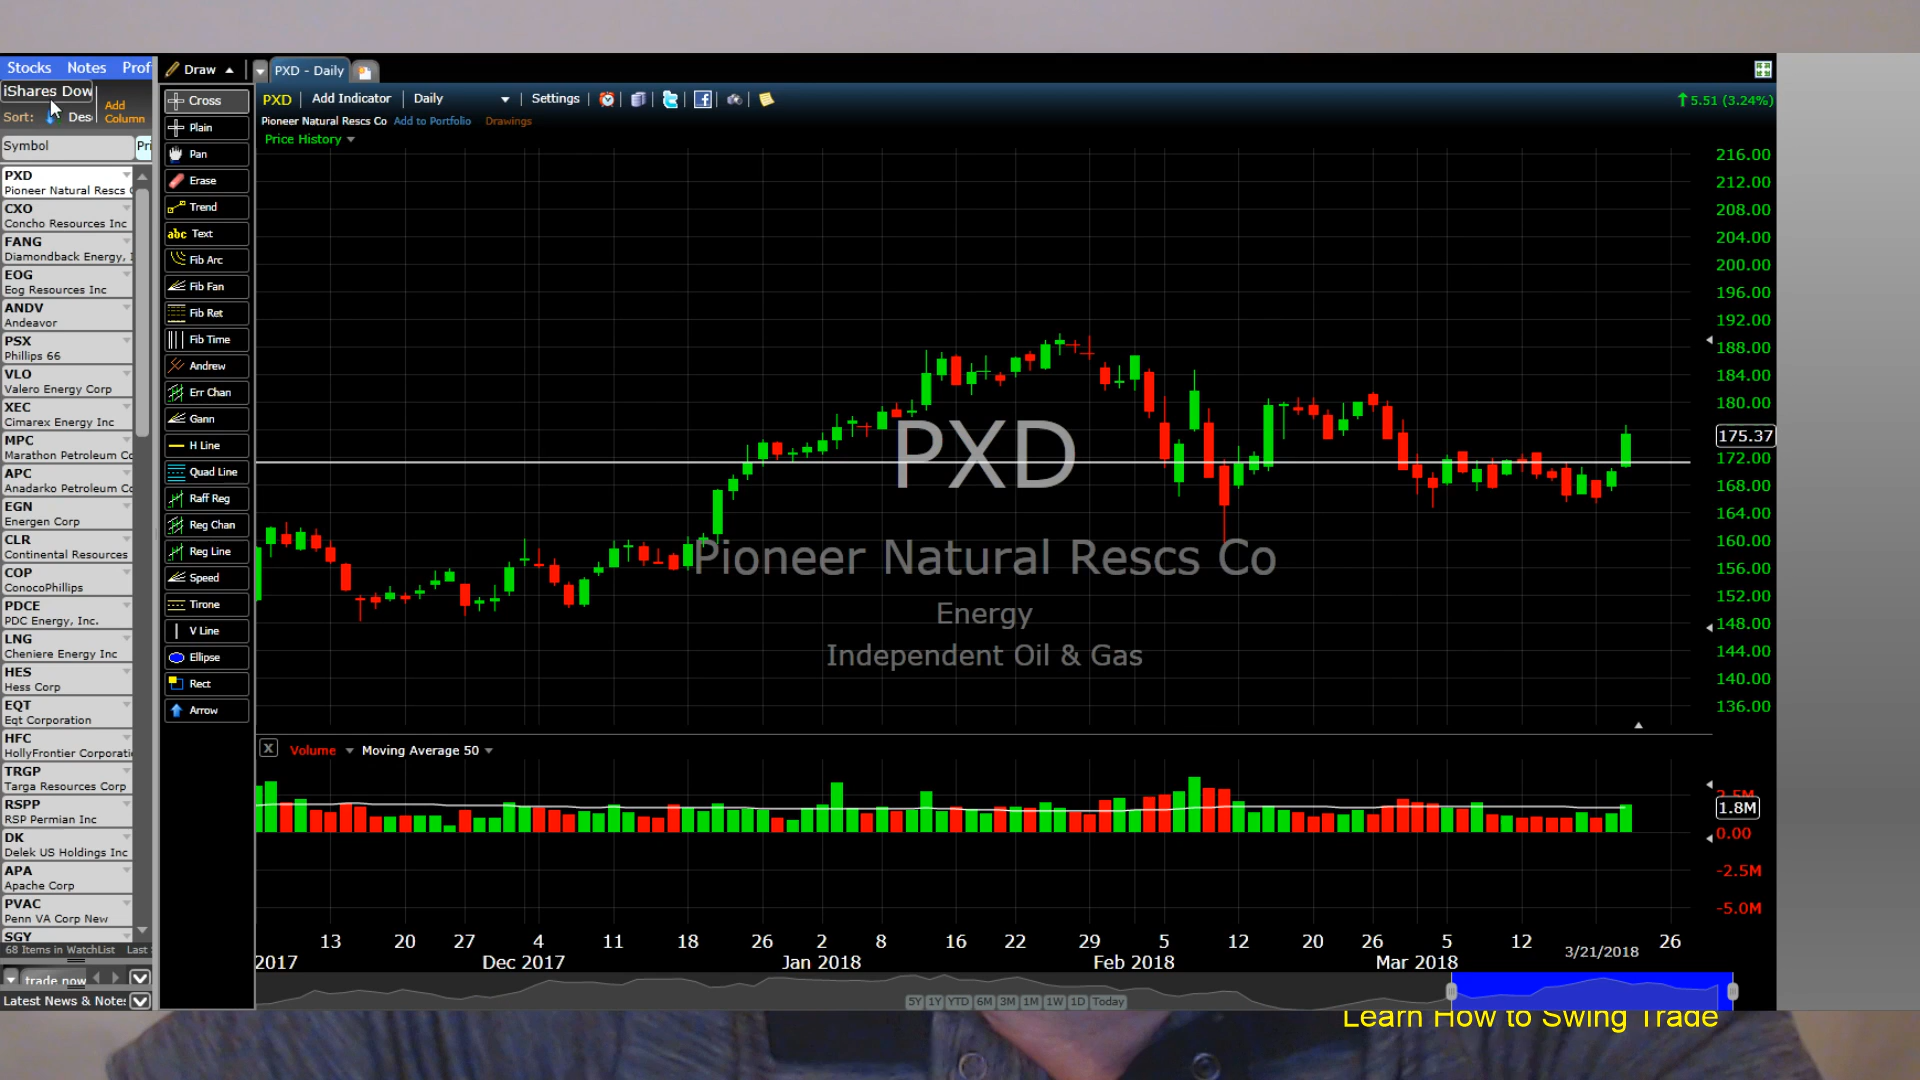 Stocks Notes Prof
iShares Dow
Sort: Des Add Column
Symbol Pri
PXD
Pioneer Natural Rescs
CXO
Concho Resources Inc
FANG
Diamondback Energy,
EOG
Eog Resources Inc
ANDV
Andeavor
PSX
Phillips 66
VLO
Valero Energy Corp
XEC
Cimarex Energy Inc
MPC
Marathon Petroleum Co
APC
Anadarko Petroleum Co
EGN
Energen Corp
CLR
Continental Resources
COP
ConocoPhillips
PDCE
PDC Energy, Inc.
LNG
Cheniere Energy Inc
HES
Hess Corp
EQT
Eqt Corporation
HFC
HollyFrontier Corporati
TRGP
Targa Resources Corp
RSPP
RSP Permian Inc
DK
Delek US Holdings Inc
APA
Apache Corp
PVAC
Penn VA Corp New
SGY
68 Items in WatchList Last
trade now
Latest News & Notes
Draw
Cross
Plain
Pan
Erase
Trend
abc Text
Fib Arc
Fib Fan
Fib Ret
Fib Time
Andrew
Err Chan
Gann
H Line
Quad Line
Raff Reg
Reg Chan
Reg Line
Speed
Tirone
V Line
Ellipse
Rect
Arrow
PXD - Daily
PXD Add Indicator Daily Settings
5.51 (3.24%)
Pioneer Natural Rescs Co Add to Portfolio Drawings
Price History
PXD
Pioneer Natural Rescs Co
Energy
Independent Oil & Gas
216.00
212.00
208.00
204.00
200.00
196.00
192.00
188.00
184.00
180.00
175.37
172.00
168.00
164.00
160.00
156.00
152.00
148.00
144.00
140.00
136.00
X Volume Moving Average 50
2.5M
1.8M
0.00
-2.5M
-5.0M
13 20 27 4 11 18 26 2 8 16 22 29 5 12 20 26 5 12 3/21/2018 26
2017 Dec 2017 Jan 2018 Feb 2018 Mar 2018
5Y 1Y YTD 6M 3M 1M 1W 1D Today
Learn How to Swing Trade